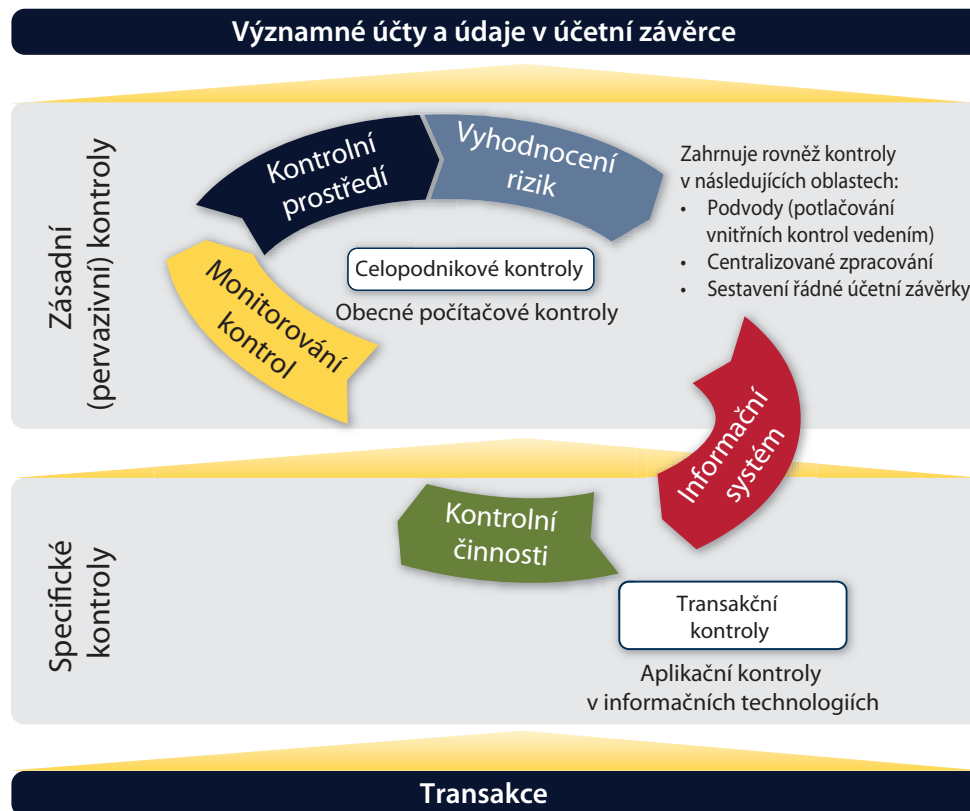 Významné účty a údaje v účetní závěrce
Zásadní
(pervazivní) kontroly
Kontrolní
prostředí
Vyhodnocení
rizik
Zahrnuje rovněž kontroly
v následujících oblastech:
• Podvody (potlačování
vnitřních kontrol vedením)
• Centralizované zpracování
• Sestavení řádné účetní závěrky
Celopodnikové kontroly
Obecné počítačové kontroly
Monitorování
kontrol
Informační
systém
Specifické
kontroly
Kontrolní
činnosti
Transakční
kontroly
Aplikační kontroly
v informačních technologiích
Transakce